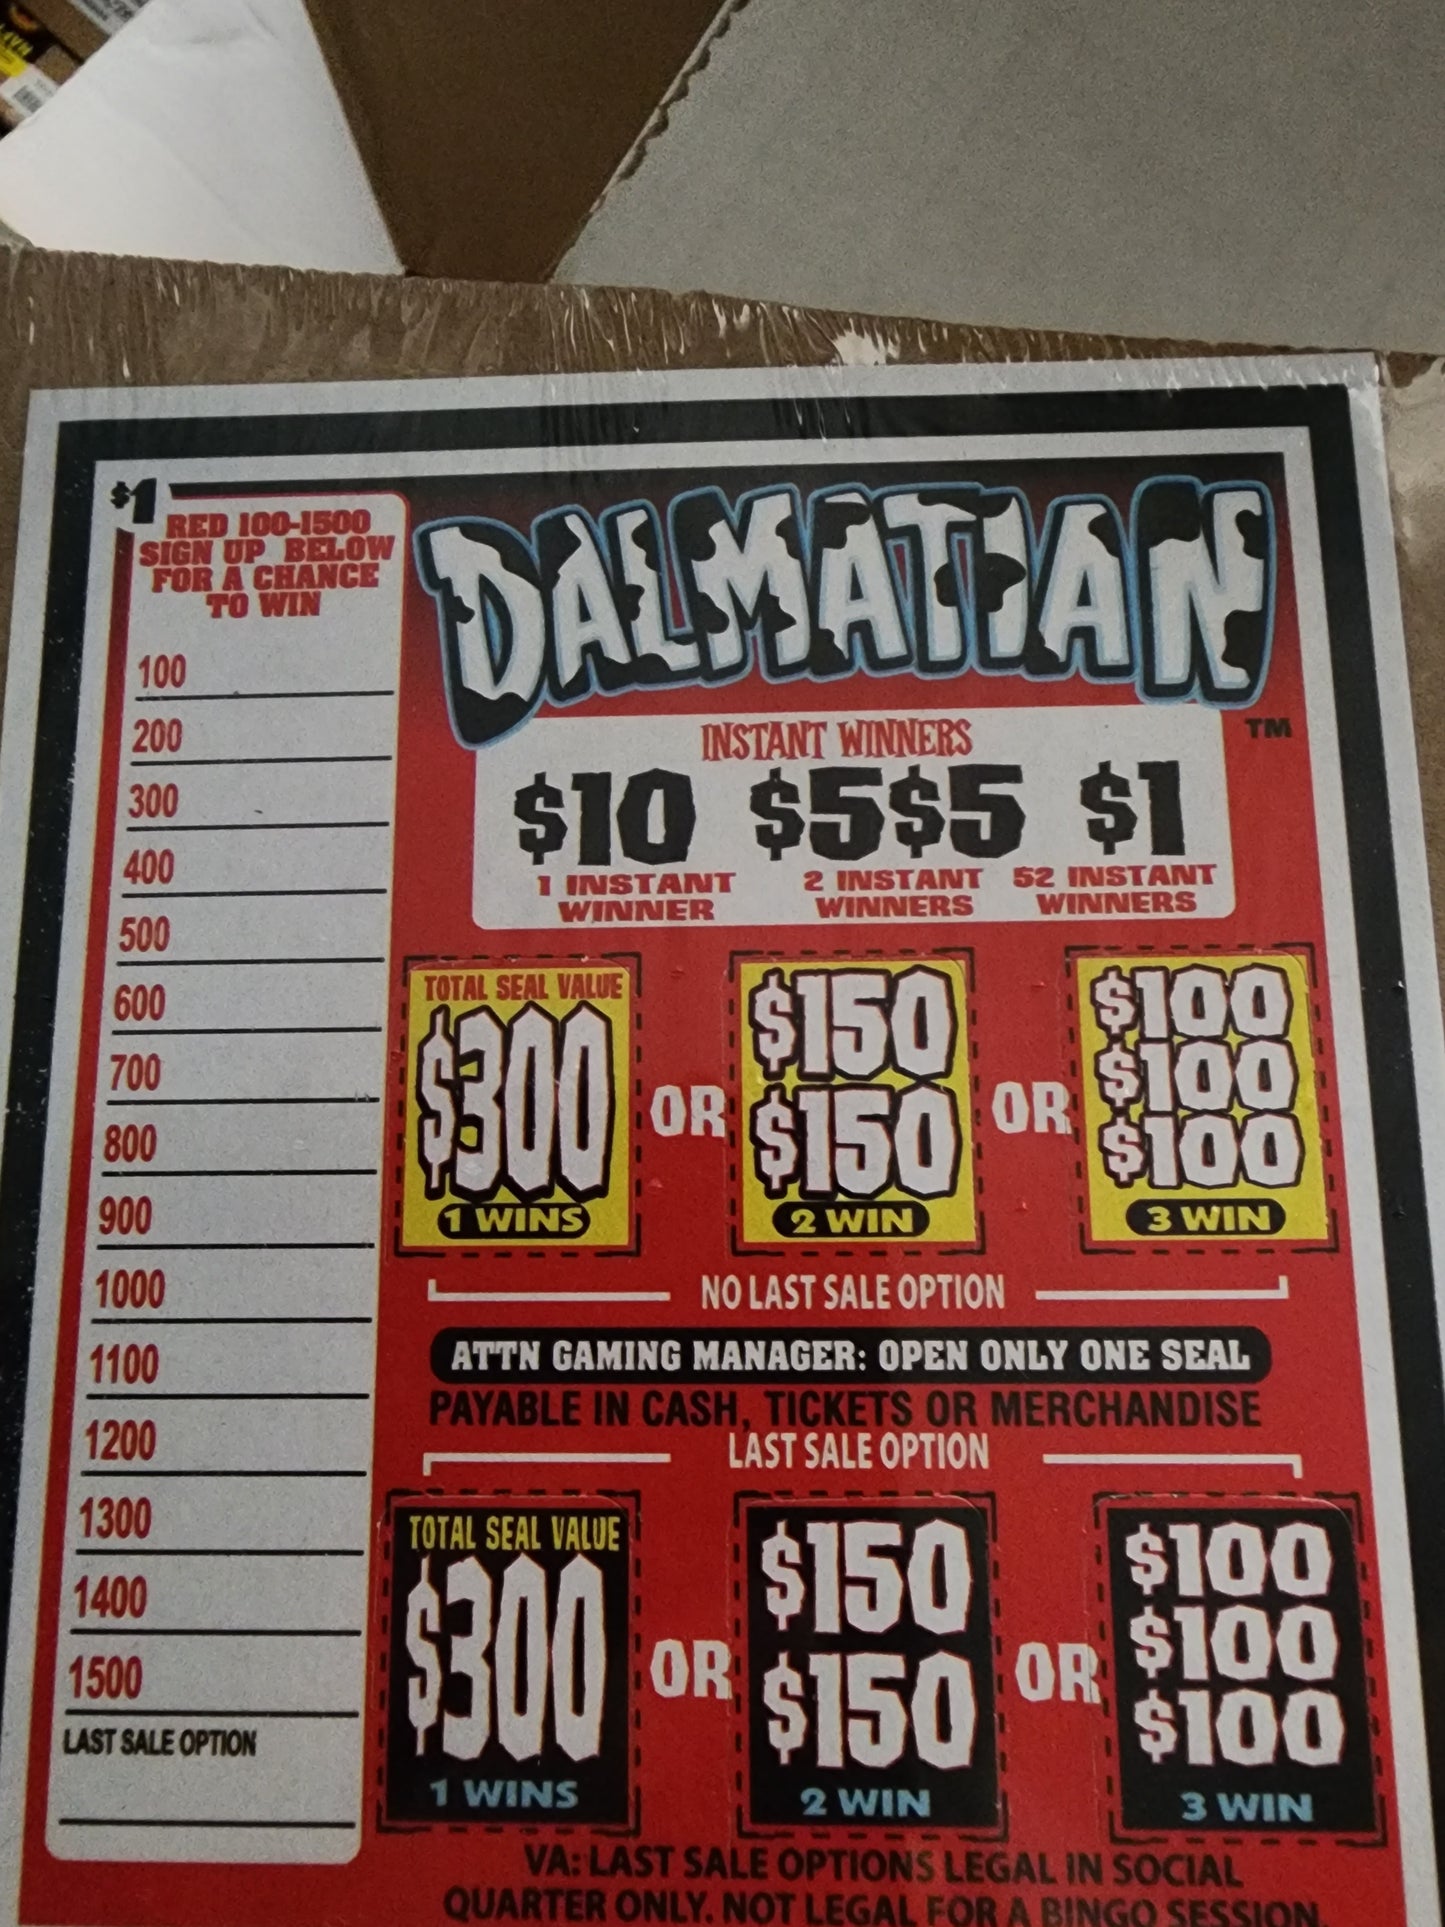 $1
RED 100-1500
SIGN UP BELOW
FOR A CHANCE
TO WIN
100
200
300
400
500
600
700
800
900
1000
1100
1200
1300
1400
1500
LAST SALE OPTION
DALMATIAN
TM
INSTANT WINNERS
$10 $5$5 $1
1 INSTANT WINNER
2 INSTANT WINNERS
52 INSTANT WINNERS
TOTAL SEAL VALUE
$300
1 WINS
OR
$150
$150
2 WIN
OR
$100
$100
$100
3 WIN
NO LAST SALE OPTION
ATTN GAMING MANAGER: OPEN ONLY ONE SEAL
PAYABLE IN CASH, TICKETS OR MERCHANDISE
LAST SALE OPTION
TOTAL SEAL VALUE
$300
1 WINS
OR
$150
$150
2 WIN
OR
$100
$100
$100
3 WIN
VA: LAST SALE OPTIONS LEGAL IN SOCIAL
QUARTER ONLY. NOT LEGAL FOR A BINGO SESSION